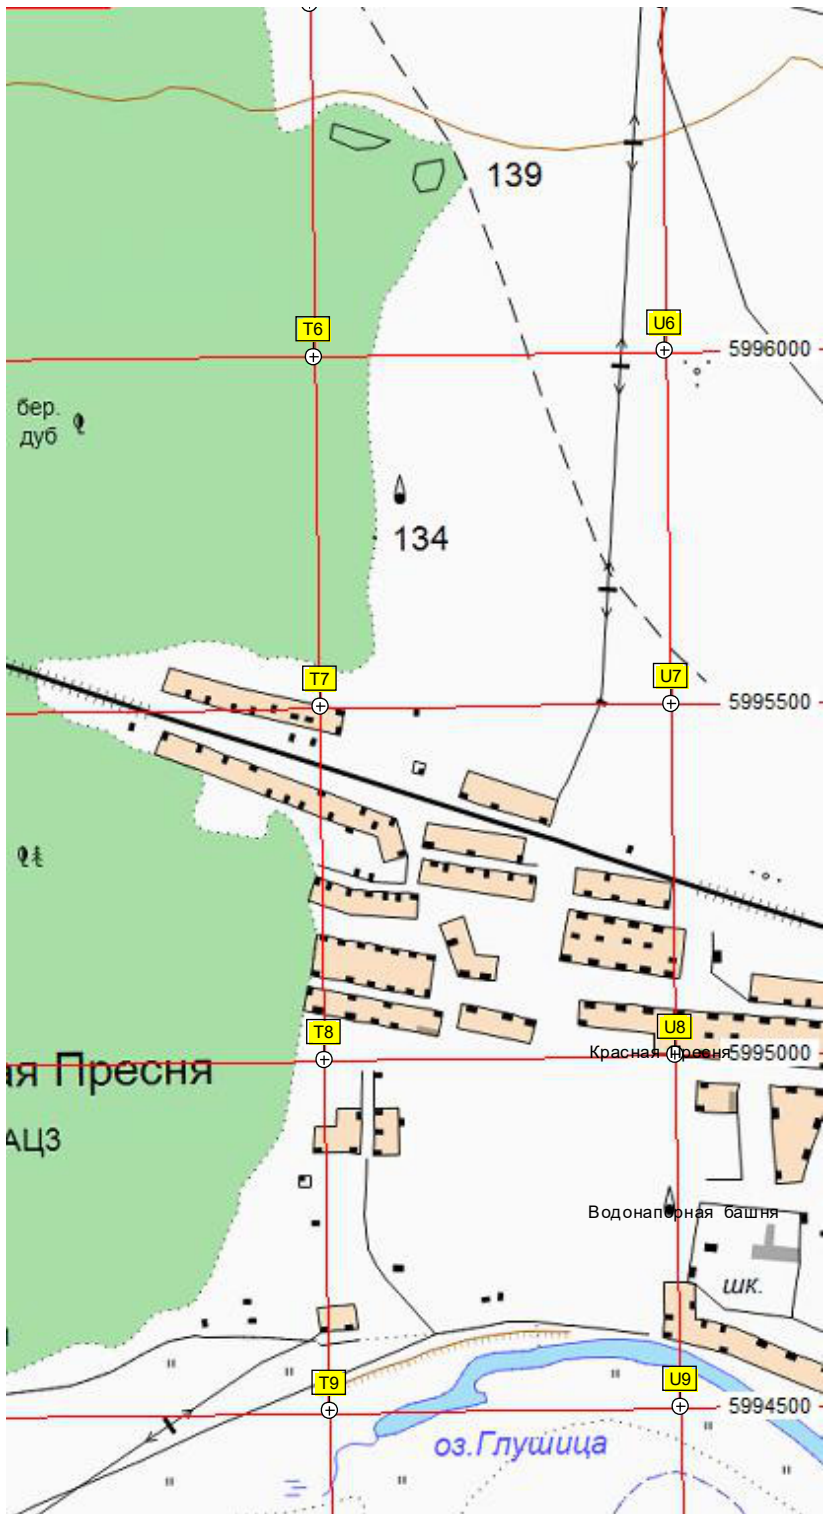 139
T6
U6
5996000
бер.
дуб
134
T7
U7
5995500
T8
U8
Красная Пресня
5995000
ая Пресня
АЦЗ
Водонапорная башня
шк.
T9
U9
5994500
оз.Глушица